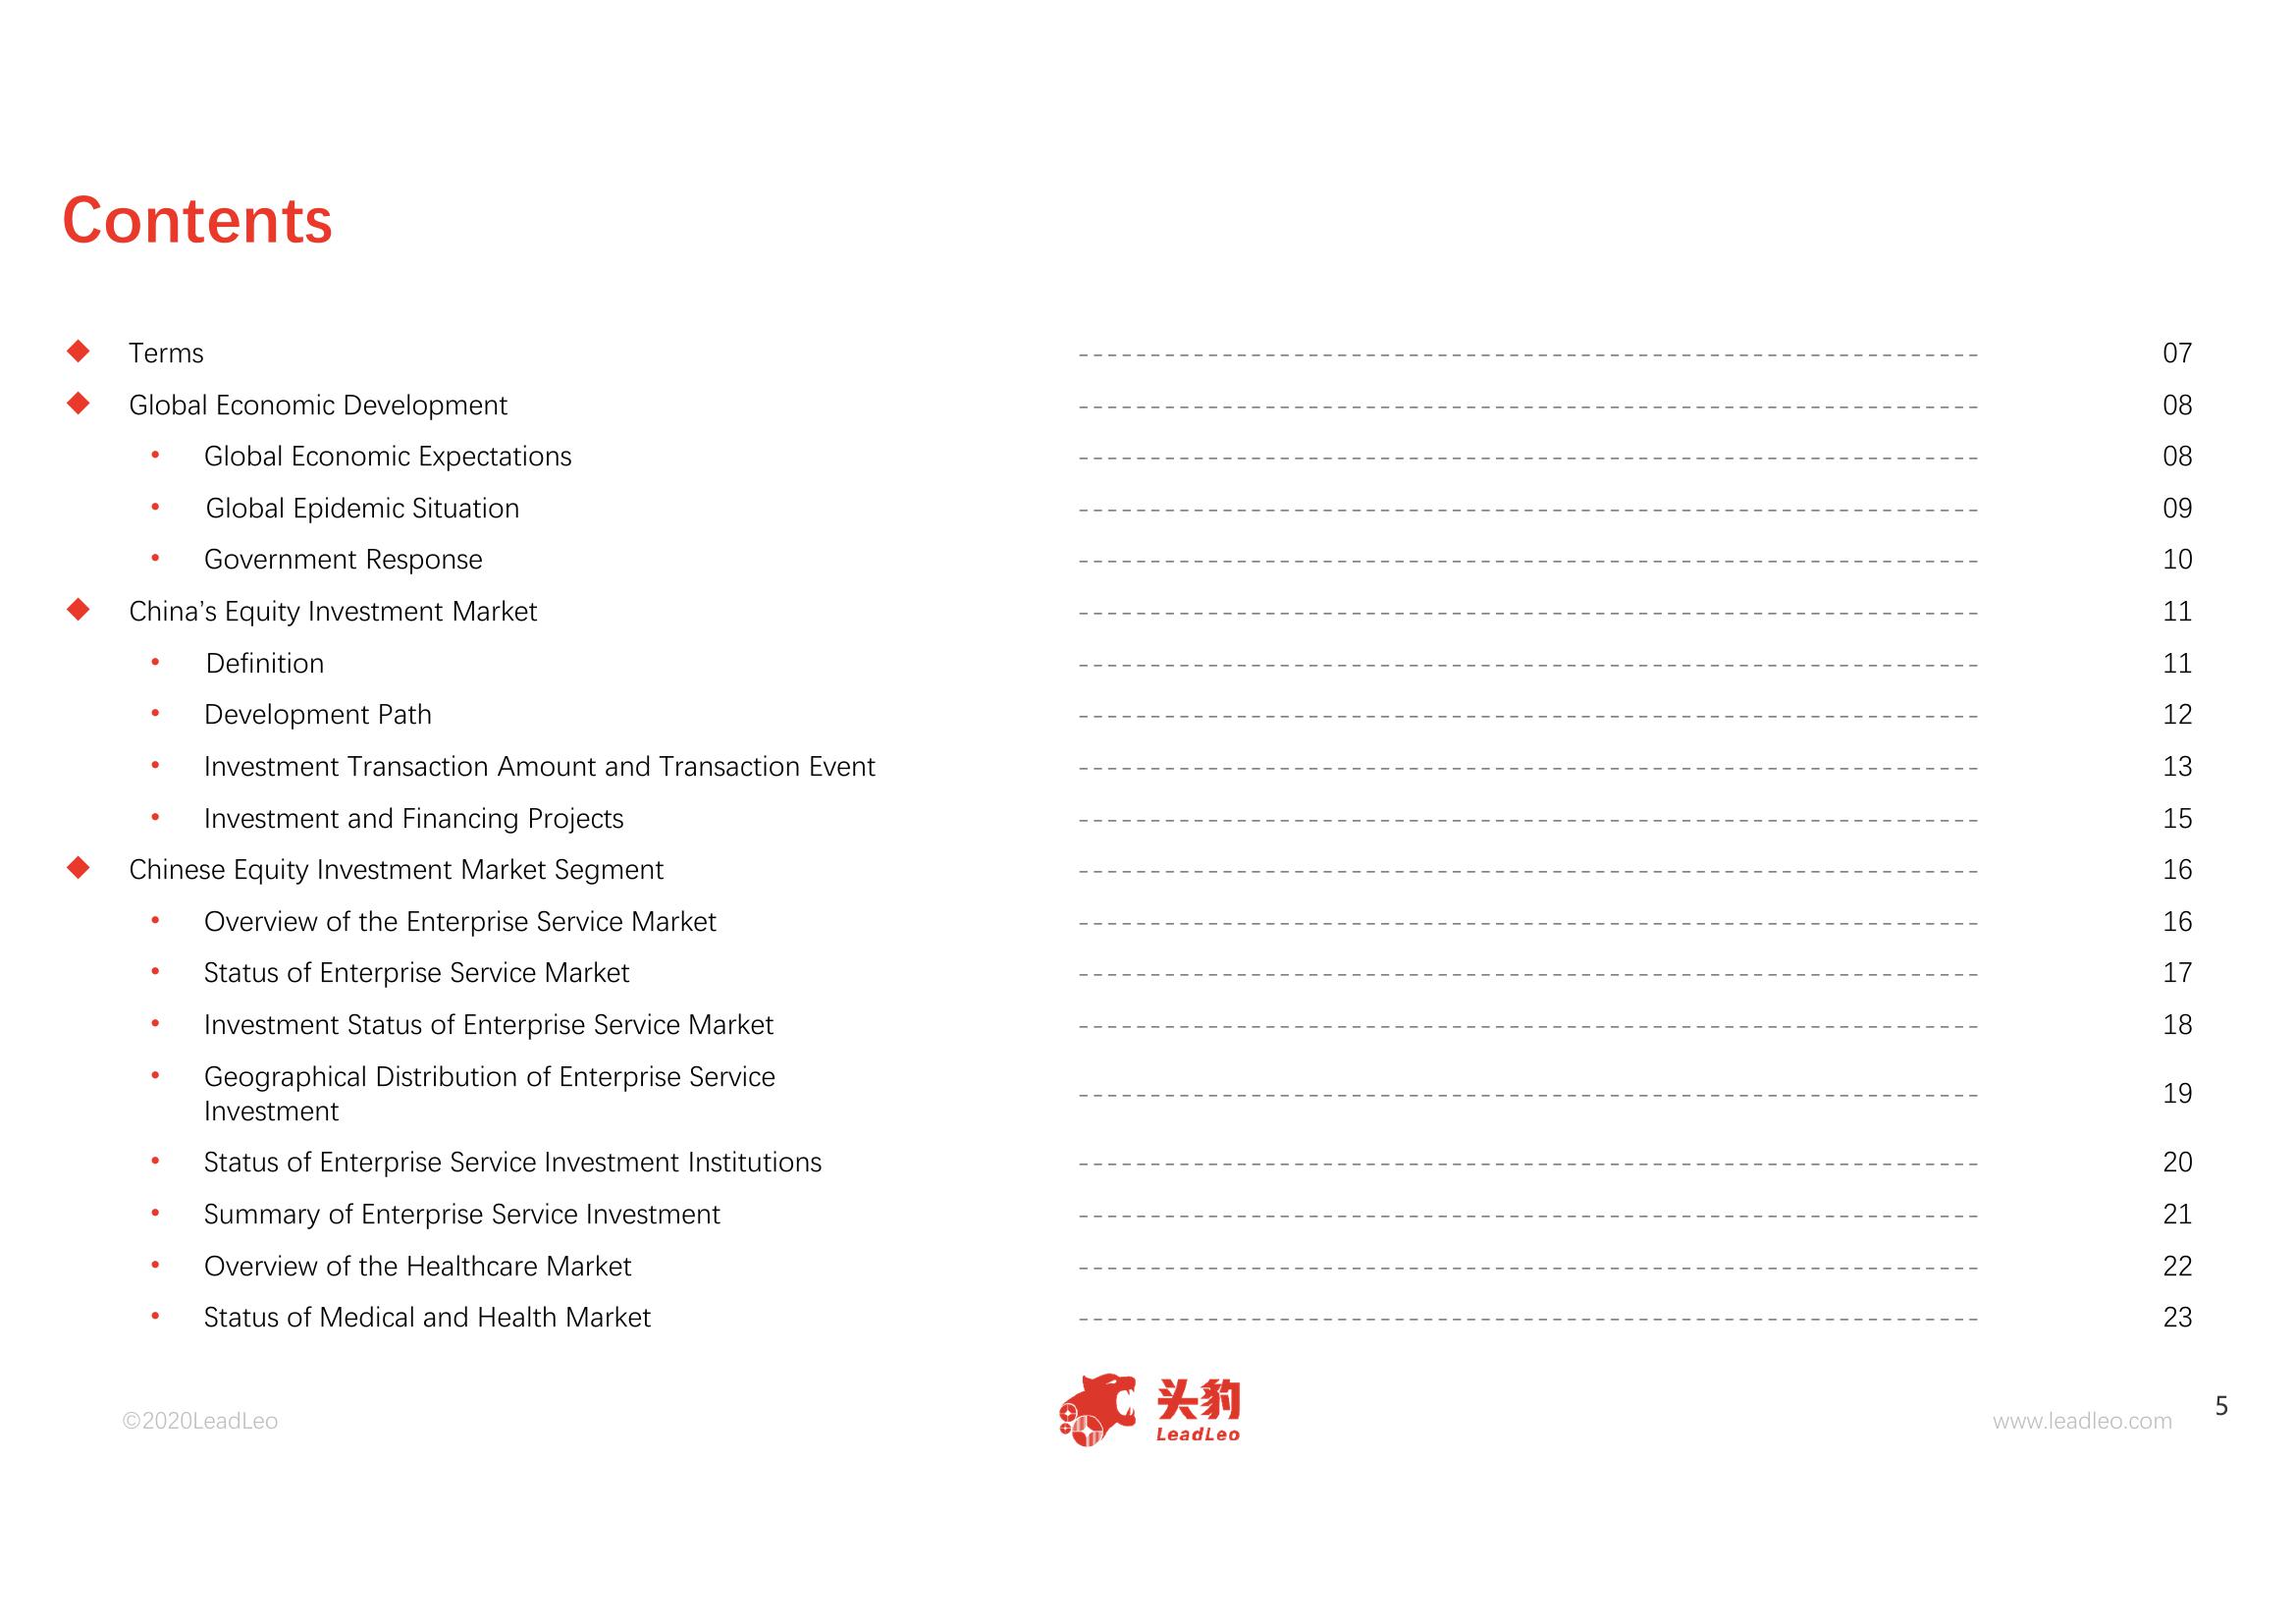 Contents
◆ Terms ------------------------------------------------------------ 07
◆ Global Economic Development ------------------------------------------------------------ 08
• Global Economic Expectations ------------------------------------------------------------ 08
• Global Epidemic Situation ------------------------------------------------------------ 09
• Government Response ------------------------------------------------------------ 10
◆ China’s Equity Investment Market ------------------------------------------------------------ 11
• Definition ------------------------------------------------------------ 11
• Development Path ------------------------------------------------------------ 12
• Investment Transaction Amount and Transaction Event ------------------------------------------------------------ 13
• Investment and Financing Projects ------------------------------------------------------------ 15
◆ Chinese Equity Investment Market Segment ------------------------------------------------------------ 16
• Overview of the Enterprise Service Market ------------------------------------------------------------ 16
• Status of Enterprise Service Market ------------------------------------------------------------ 17
• Investment Status of Enterprise Service Market ------------------------------------------------------------ 18
• Geographical Distribution of Enterprise Service
Investment ------------------------------------------------------------ 19
• Status of Enterprise Service Investment Institutions ------------------------------------------------------------ 20
• Summary of Enterprise Service Investment ------------------------------------------------------------ 21
• Overview of the Healthcare Market ------------------------------------------------------------ 22
• Status of Medical and Health Market ------------------------------------------------------------ 23
©2020LeadLeo
头豹
LeadLeo
www.leadleo.com
5